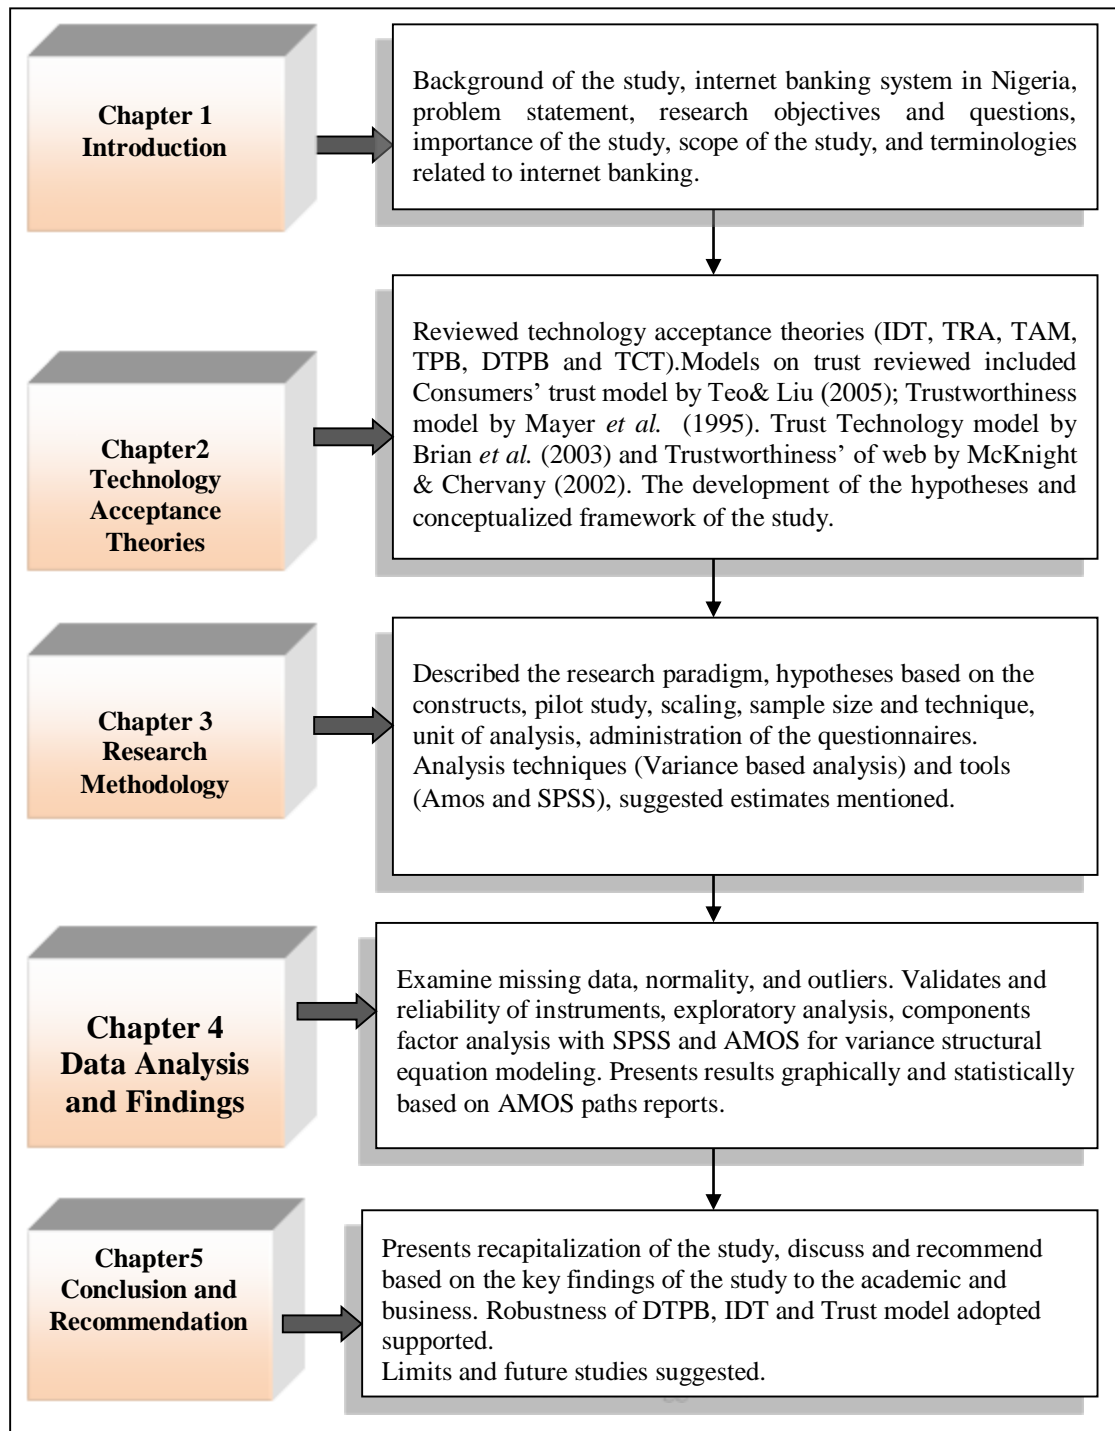 Chapter 1
Introduction
Background of the study, internet banking system in Nigeria,
problem statement, research objectives and questions,
importance of the study, scope of the study, and terminologies
related to internet banking.
Chapter2
Technology
Acceptance
Theories
Reviewed technology acceptance theories (IDT, TRA, TAM,
TPB, DTPB and TCT).Models on trust reviewed included
Consumers’ trust model by Teo& Liu (2005); Trustworthiness
model by Mayer et al. (1995). Trust Technology model by
Brian et al. (2003) and Trustworthiness’ of web by McKnight
& Chervany (2002). The development of the hypotheses and
conceptualized framework of the study.
Chapter 3
Research
Methodology
Described the research paradigm, hypotheses based on the
constructs, pilot study, scaling, sample size and technique,
unit of analysis, administration of the questionnaires.
Analysis techniques (Variance based analysis) and tools
(Amos and SPSS), suggested estimates mentioned.
Chapter 4
Data Analysis
and Findings
Examine missing data, normality, and outliers. Validates and
reliability of instruments, exploratory analysis, components
factor analysis with SPSS and AMOS for variance structural
equation modeling. Presents results graphically and statistically
based on AMOS paths reports.
Chapter5
Conclusion and
Recommendation
Presents recapitalization of the study, discuss and recommend
based on the key findings of the study to the academic and
business. Robustness of DTPB, IDT and Trust model adopted
supported.
Limits and future studies suggested.